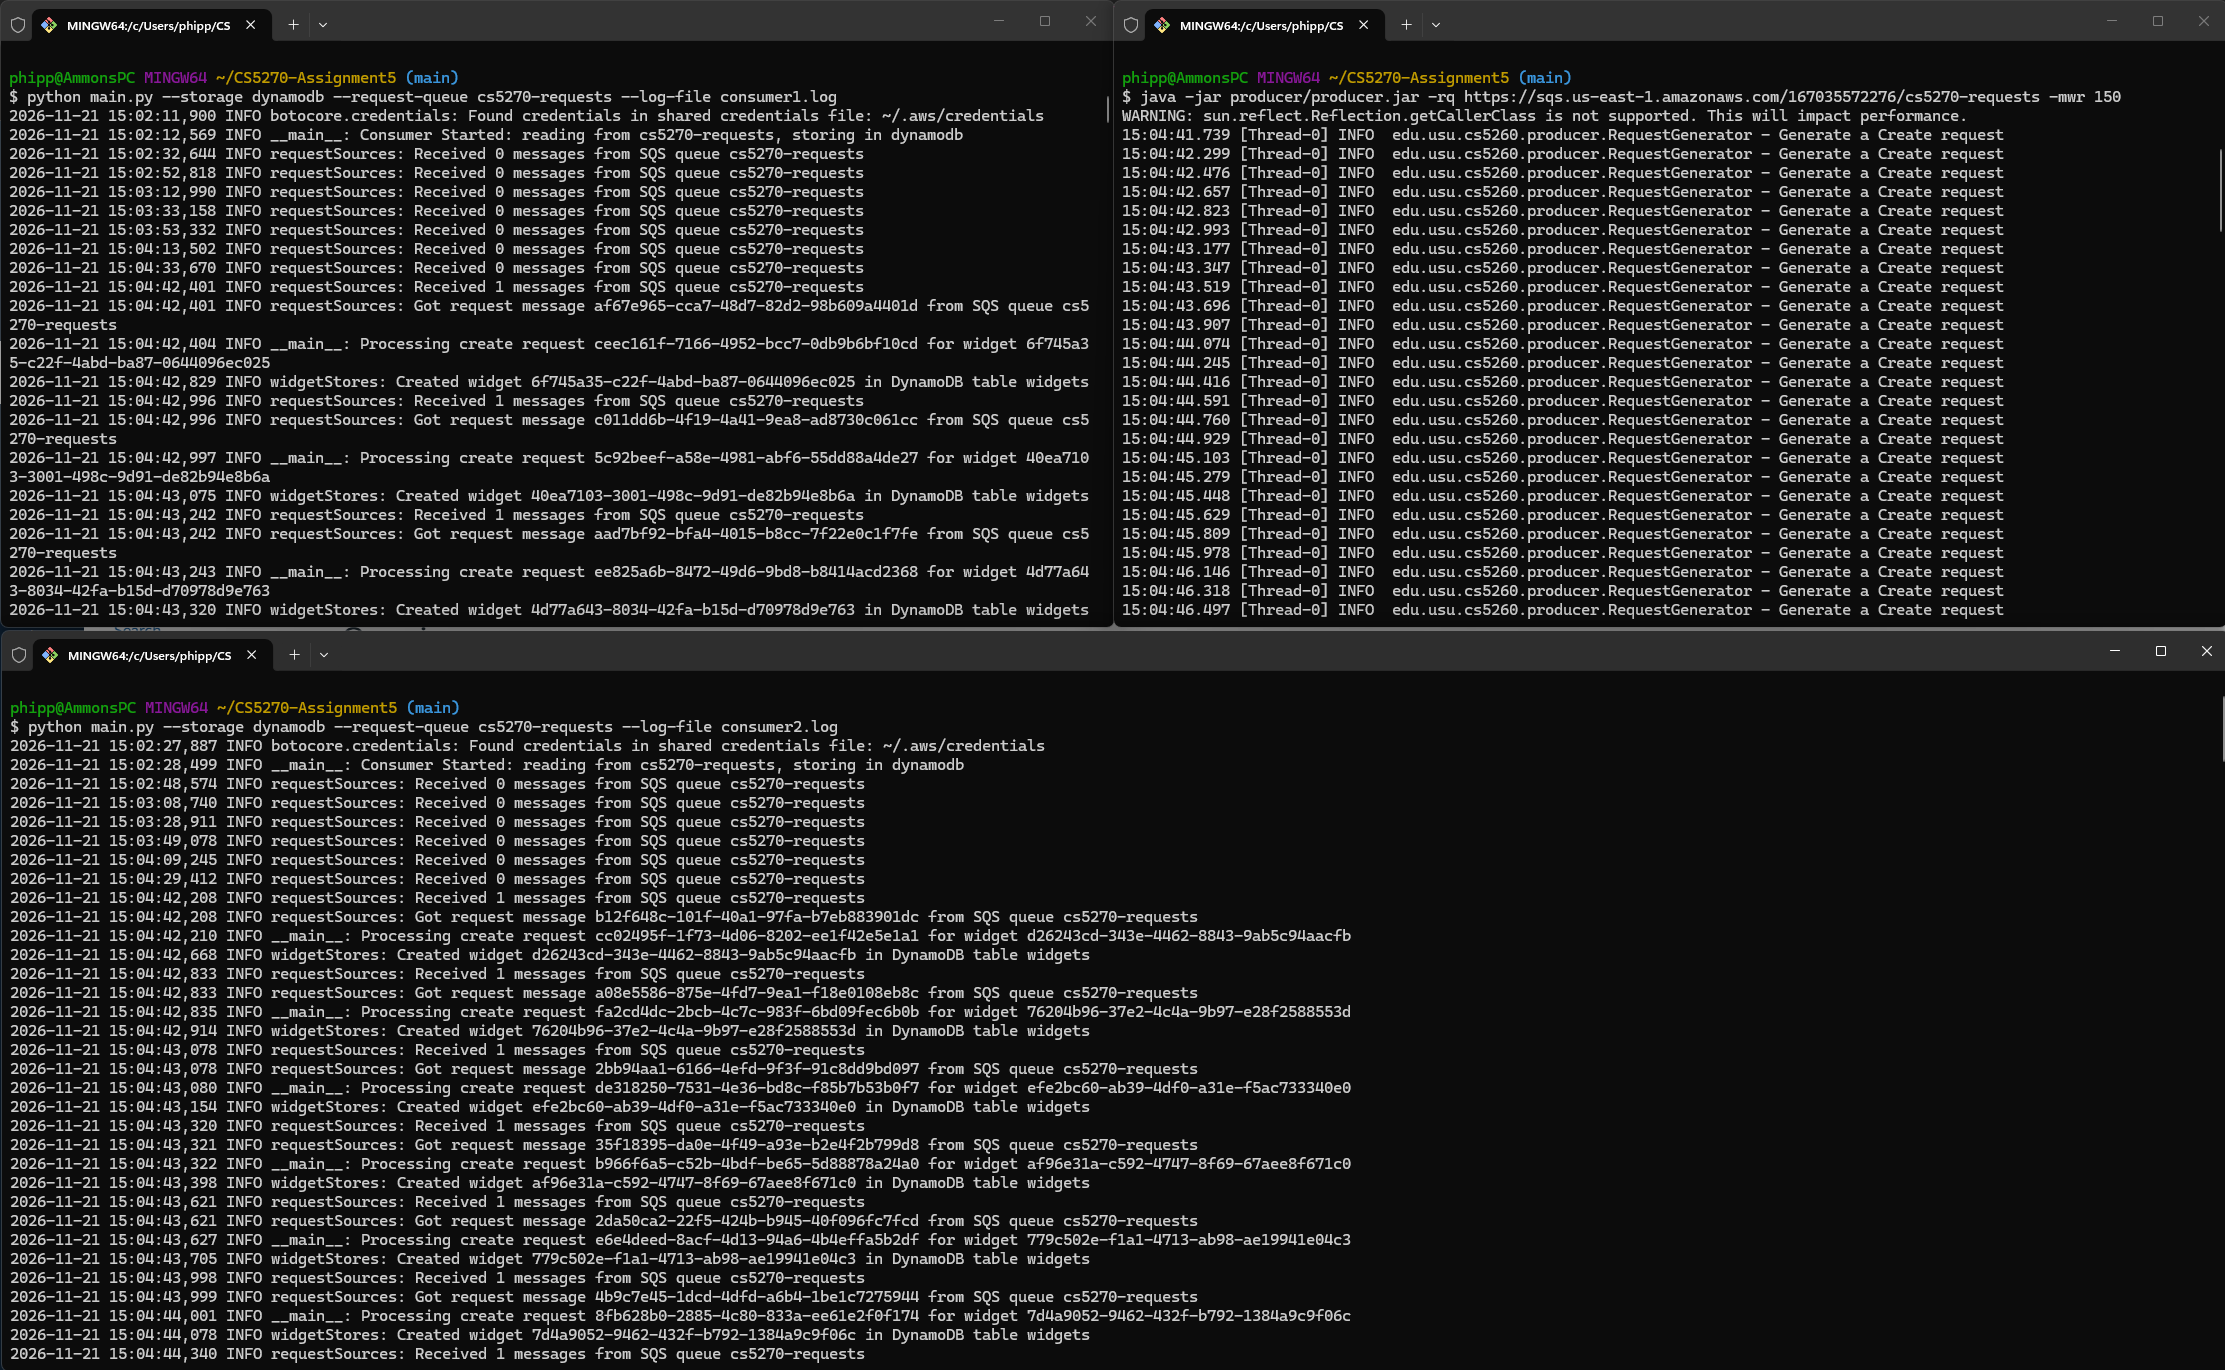 MINGW64:/c/Users/phipp/CS
phipp@AmmonsPC MINGW64 ~/CS5270-Assignment5 (main)
$ python main.py --storage dynamodb --request-queue cs5270-requests --log-file consumer1.log
2026-11-21 15:02:11,900 INFO botocore.credentials: Found credentials in shared credentials file: ~/.aws/credentials
2026-11-21 15:02:12,569 INFO __main__: Consumer Started: reading from cs5270-requests, storing in dynamodb
2026-11-21 15:02:32,644 INFO requestSources: Received 0 messages from SQS queue cs5270-requests
2026-11-21 15:02:52,818 INFO requestSources: Received 0 messages from SQS queue cs5270-requests
2026-11-21 15:03:12,990 INFO requestSources: Received 0 messages from SQS queue cs5270-requests
2026-11-21 15:03:33,158 INFO requestSources: Received 0 messages from SQS queue cs5270-requests
2026-11-21 15:03:53,332 INFO requestSources: Received 0 messages from SQS queue cs5270-requests
2026-11-21 15:04:13,502 INFO requestSources: Received 0 messages from SQS queue cs5270-requests
2026-11-21 15:04:33,670 INFO requestSources: Received 0 messages from SQS queue cs5270-requests
2026-11-21 15:04:42,401 INFO requestSources: Received 1 messages from SQS queue cs5270-requests
2026-11-21 15:04:42,401 INFO requestSources: Got request message af67e965-cca7-48d7-82d2-98b609a4401d from SQS queue cs5
270-requests
2026-11-21 15:04:42,404 INFO __main__: Processing create request ceec161f-7166-4952-bcc7-0db9b6bf10cd for widget 6f745a3
5-c22f-4abd-ba87-0644096ec025
2026-11-21 15:04:42,829 INFO widgetStores: Created widget 6f745a35-c22f-4abd-ba87-0644096ec025 in DynamoDB table widgets
2026-11-21 15:04:42,996 INFO requestSources: Received 1 messages from SQS queue cs5270-requests
2026-11-21 15:04:42,996 INFO requestSources: Got request message c011dd6b-4f19-4a41-9ea8-ad8730c061cc from SQS queue cs5
270-requests
2026-11-21 15:04:42,997 INFO __main__: Processing create request 5c92beef-a58e-4981-abf6-55dd88a4de27 for widget 40ea710
3-3001-498c-9d91-de82b94e8b6a
2026-11-21 15:04:43,075 INFO widgetStores: Created widget 40ea7103-3001-498c-9d91-de82b94e8b6a in DynamoDB table widgets
2026-11-21 15:04:43,242 INFO requestSources: Received 1 messages from SQS queue cs5270-requests
2026-11-21 15:04:43,242 INFO requestSources: Got request message aad7bf92-bfa4-4015-b8cc-7f22e0c1f7fe from SQS queue cs5
270-requests
2026-11-21 15:04:43,243 INFO __main__: Processing create request ee825a6b-8472-49d6-9bd8-b8414acd2368 for widget 4d77a64
3-8034-42fa-b15d-d70978d9e763
2026-11-21 15:04:43,320 INFO widgetStores: Created widget 4d77a643-8034-42fa-b15d-d70978d9e763 in DynamoDB table widgets
MINGW64:/c/Users/phipp/CS
phipp@AmmonsPC MINGW64 ~/CS5270-Assignment5 (main)
$ java -jar producer/producer.jar -rq https://sqs.us-east-1.amazonaws.com/167035572276/cs5270-requests -mwr 150
WARNING: sun.reflect.Reflection.getCallerClass is not supported. This will impact performance.
15:04:41.739 [Thread-0] INFO  edu.usu.cs5260.producer.RequestGenerator - Generate a Create request
15:04:42.299 [Thread-0] INFO  edu.usu.cs5260.producer.RequestGenerator - Generate a Create request
15:04:42.476 [Thread-0] INFO  edu.usu.cs5260.producer.RequestGenerator - Generate a Create request
15:04:42.657 [Thread-0] INFO  edu.usu.cs5260.producer.RequestGenerator - Generate a Create request
15:04:42.823 [Thread-0] INFO  edu.usu.cs5260.producer.RequestGenerator - Generate a Create request
15:04:42.993 [Thread-0] INFO  edu.usu.cs5260.producer.RequestGenerator - Generate a Create request
15:04:43.177 [Thread-0] INFO  edu.usu.cs5260.producer.RequestGenerator - Generate a Create request
15:04:43.347 [Thread-0] INFO  edu.usu.cs5260.producer.RequestGenerator - Generate a Create request
15:04:43.519 [Thread-0] INFO  edu.usu.cs5260.producer.RequestGenerator - Generate a Create request
15:04:43.696 [Thread-0] INFO  edu.usu.cs5260.producer.RequestGenerator - Generate a Create request
15:04:43.907 [Thread-0] INFO  edu.usu.cs5260.producer.RequestGenerator - Generate a Create request
15:04:44.074 [Thread-0] INFO  edu.usu.cs5260.producer.RequestGenerator - Generate a Create request
15:04:44.245 [Thread-0] INFO  edu.usu.cs5260.producer.RequestGenerator - Generate a Create request
15:04:44.416 [Thread-0] INFO  edu.usu.cs5260.producer.RequestGenerator - Generate a Create request
15:04:44.591 [Thread-0] INFO  edu.usu.cs5260.producer.RequestGenerator - Generate a Create request
15:04:44.760 [Thread-0] INFO  edu.usu.cs5260.producer.RequestGenerator - Generate a Create request
15:04:44.929 [Thread-0] INFO  edu.usu.cs5260.producer.RequestGenerator - Generate a Create request
15:04:45.103 [Thread-0] INFO  edu.usu.cs5260.producer.RequestGenerator - Generate a Create request
15:04:45.279 [Thread-0] INFO  edu.usu.cs5260.producer.RequestGenerator - Generate a Create request
15:04:45.448 [Thread-0] INFO  edu.usu.cs5260.producer.RequestGenerator - Generate a Create request
15:04:45.629 [Thread-0] INFO  edu.usu.cs5260.producer.RequestGenerator - Generate a Create request
15:04:45.809 [Thread-0] INFO  edu.usu.cs5260.producer.RequestGenerator - Generate a Create request
15:04:45.978 [Thread-0] INFO  edu.usu.cs5260.producer.RequestGenerator - Generate a Create request
15:04:46.146 [Thread-0] INFO  edu.usu.cs5260.producer.RequestGenerator - Generate a Create request
15:04:46.318 [Thread-0] INFO  edu.usu.cs5260.producer.RequestGenerator - Generate a Create request
15:04:46.497 [Thread-0] INFO  edu.usu.cs5260.producer.RequestGenerator - Generate a Create request
MINGW64:/c/Users/phipp/CS
phipp@AmmonsPC MINGW64 ~/CS5270-Assignment5 (main)
$ python main.py --storage dynamodb --request-queue cs5270-requests --log-file consumer2.log
2026-11-21 15:02:27,887 INFO botocore.credentials: Found credentials in shared credentials file: ~/.aws/credentials
2026-11-21 15:02:28,499 INFO __main__: Consumer Started: reading from cs5270-requests, storing in dynamodb
2026-11-21 15:02:48,574 INFO requestSources: Received 0 messages from SQS queue cs5270-requests
2026-11-21 15:03:08,740 INFO requestSources: Received 0 messages from SQS queue cs5270-requests
2026-11-21 15:03:28,911 INFO requestSources: Received 0 messages from SQS queue cs5270-requests
2026-11-21 15:03:49,078 INFO requestSources: Received 0 messages from SQS queue cs5270-requests
2026-11-21 15:04:09,245 INFO requestSources: Received 0 messages from SQS queue cs5270-requests
2026-11-21 15:04:29,412 INFO requestSources: Received 0 messages from SQS queue cs5270-requests
2026-11-21 15:04:42,208 INFO requestSources: Received 1 messages from SQS queue cs5270-requests
2026-11-21 15:04:42,208 INFO requestSources: Got request message b12f648c-101f-40a1-97fa-b7eb883901dc from SQS queue cs5270-requests
2026-11-21 15:04:42,210 INFO __main__: Processing create request cc02495f-1f73-4d06-8202-ee1f42e5e1a1 for widget d26243cd-343e-4462-8843-9ab5c94aacfb
2026-11-21 15:04:42,668 INFO widgetStores: Created widget d26243cd-343e-4462-8843-9ab5c94aacfb in DynamoDB table widgets
2026-11-21 15:04:42,833 INFO requestSources: Received 1 messages from SQS queue cs5270-requests
2026-11-21 15:04:42,833 INFO requestSources: Got request message a08e5586-875e-4fd7-9ea1-f18e0108eb8c from SQS queue cs5270-requests
2026-11-21 15:04:42,835 INFO __main__: Processing create request fa2cd4dc-2bcb-4c7c-983f-6bd09fec6b0b for widget 76204b96-37e2-4c4a-9b97-e28f2588553d
2026-11-21 15:04:42,914 INFO widgetStores: Created widget 76204b96-37e2-4c4a-9b97-e28f2588553d in DynamoDB table widgets
2026-11-21 15:04:43,078 INFO requestSources: Received 1 messages from SQS queue cs5270-requests
2026-11-21 15:04:43,078 INFO requestSources: Got request message 2bb94aa1-6166-4efd-9f3f-91c8dd9bd097 from SQS queue cs5270-requests
2026-11-21 15:04:43,080 INFO __main__: Processing create request de318250-7531-4e36-bd8c-f85b7b53b0f7 for widget efe2bc60-ab39-4df0-a31e-f5ac733340e0
2026-11-21 15:04:43,154 INFO widgetStores: Created widget efe2bc60-ab39-4df0-a31e-f5ac733340e0 in DynamoDB table widgets
2026-11-21 15:04:43,320 INFO requestSources: Received 1 messages from SQS queue cs5270-requests
2026-11-21 15:04:43,321 INFO requestSources: Got request message 35f18395-da0e-4f49-a93e-b2e4f2b799d8 from SQS queue cs5270-requests
2026-11-21 15:04:43,322 INFO __main__: Processing create request b966f6a5-c52b-4bdf-be65-5d88878a24a0 for widget af96e31a-c592-4747-8f69-67aee8f671c0
2026-11-21 15:04:43,398 INFO widgetStores: Created widget af96e31a-c592-4747-8f69-67aee8f671c0 in DynamoDB table widgets
2026-11-21 15:04:43,621 INFO requestSources: Received 1 messages from SQS queue cs5270-requests
2026-11-21 15:04:43,621 INFO requestSources: Got request message 2da50ca2-22f5-424b-b945-40f096fc7fcd from SQS queue cs5270-requests
2026-11-21 15:04:43,627 INFO __main__: Processing create request e6e4deed-8acf-4d13-94a6-4b4effa5b2df for widget 779c502e-f1a1-4713-ab98-ae19941e04c3
2026-11-21 15:04:43,705 INFO widgetStores: Created widget 779c502e-f1a1-4713-ab98-ae19941e04c3 in DynamoDB table widgets
2026-11-21 15:04:43,998 INFO requestSources: Received 1 messages from SQS queue cs5270-requests
2026-11-21 15:04:43,999 INFO requestSources: Got request message 4b9c7e45-1dcd-4dfd-a6b4-1be1c7275944 from SQS queue cs5270-requests
2026-11-21 15:04:44,001 INFO __main__: Processing create request 8fb628b0-2885-4c80-833a-ee61e2f0f174 for widget 7d4a9052-9462-432f-b792-1384a9c9f06c
2026-11-21 15:04:44,078 INFO widgetStores: Created widget 7d4a9052-9462-432f-b792-1384a9c9f06c in DynamoDB table widgets
2026-11-21 15:04:44,340 INFO requestSources: Received 1 messages from SQS queue cs5270-requests